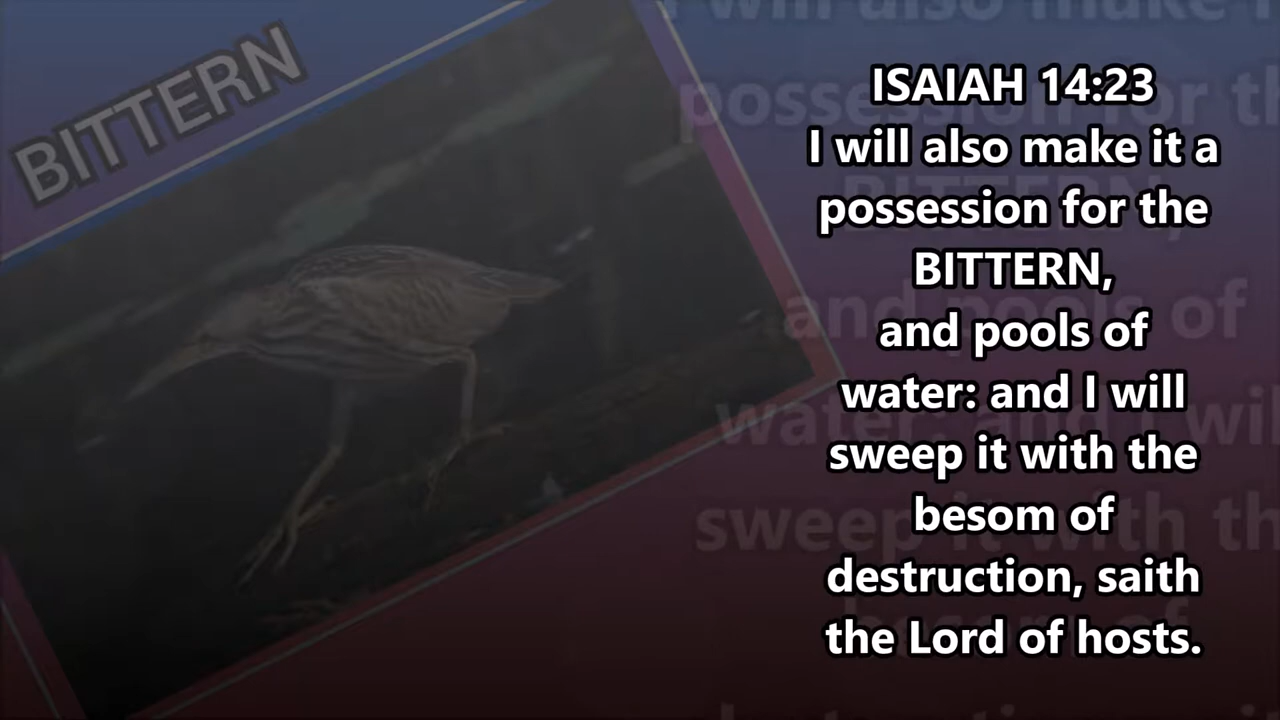 BITTERN
ISAIAH 14:23
I will also make it a
possession for the
BITTERN,
and pools of
water: and I will
sweep it with the
besom of
destruction, saith
the Lord of hosts.